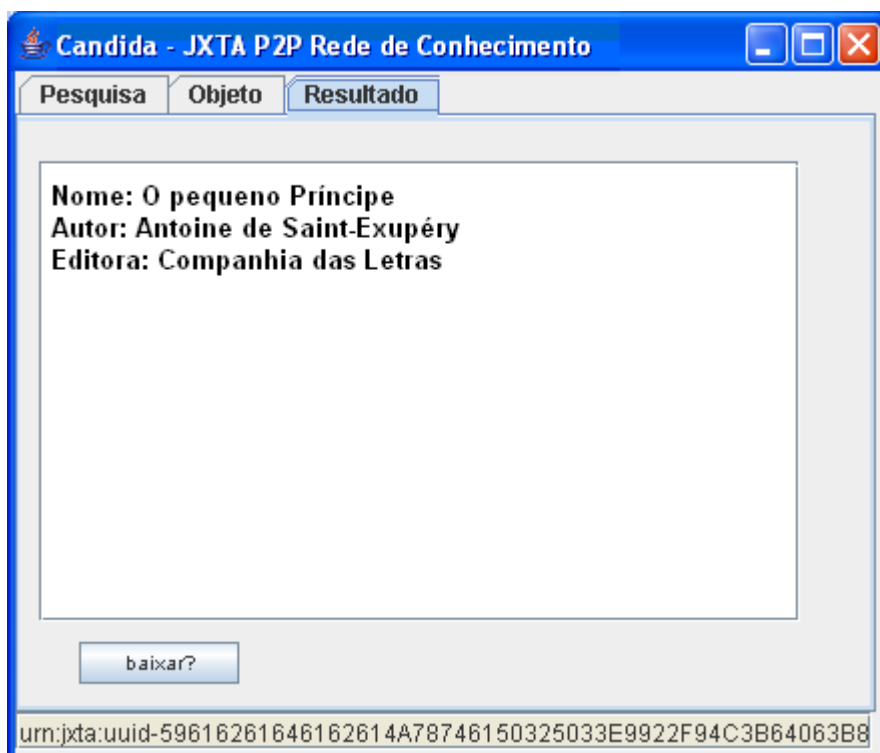 Candida - JXTA P2P Rede de Conhecimento
Pesquisa Objeto Resultado
Nome: O pequeno Príncipe
Autor: Antoine de Saint-Exupéry
Editora: Companhia das Letras
baixar?
urn:jxta:uuid-59616261646162614A78746150325033E9922F94C3B64063B8